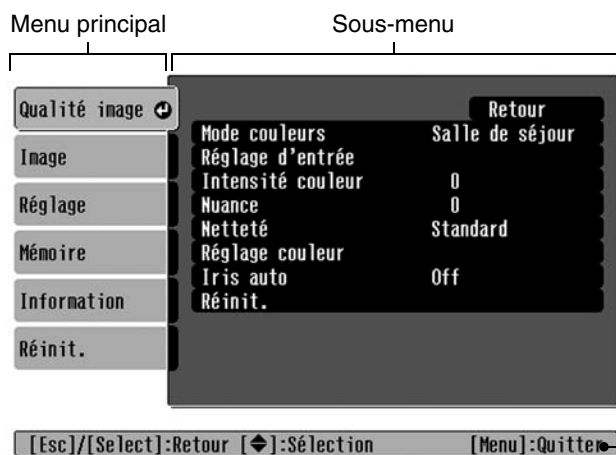 Menu principal
Sous-menu
Qualité image
Image
Réglage
Mémoire
Information
Réinit.
Retour
Mode couleurs Salle de séjour
Réglage d'entrée
Intensité couleur 0
Nuance 0
Netteté Standard
Réglage couleur
Iris auto Off
Réinit.
[Esc]/[Select]:Retour [◆]:Sélection [Menu]:Quitter